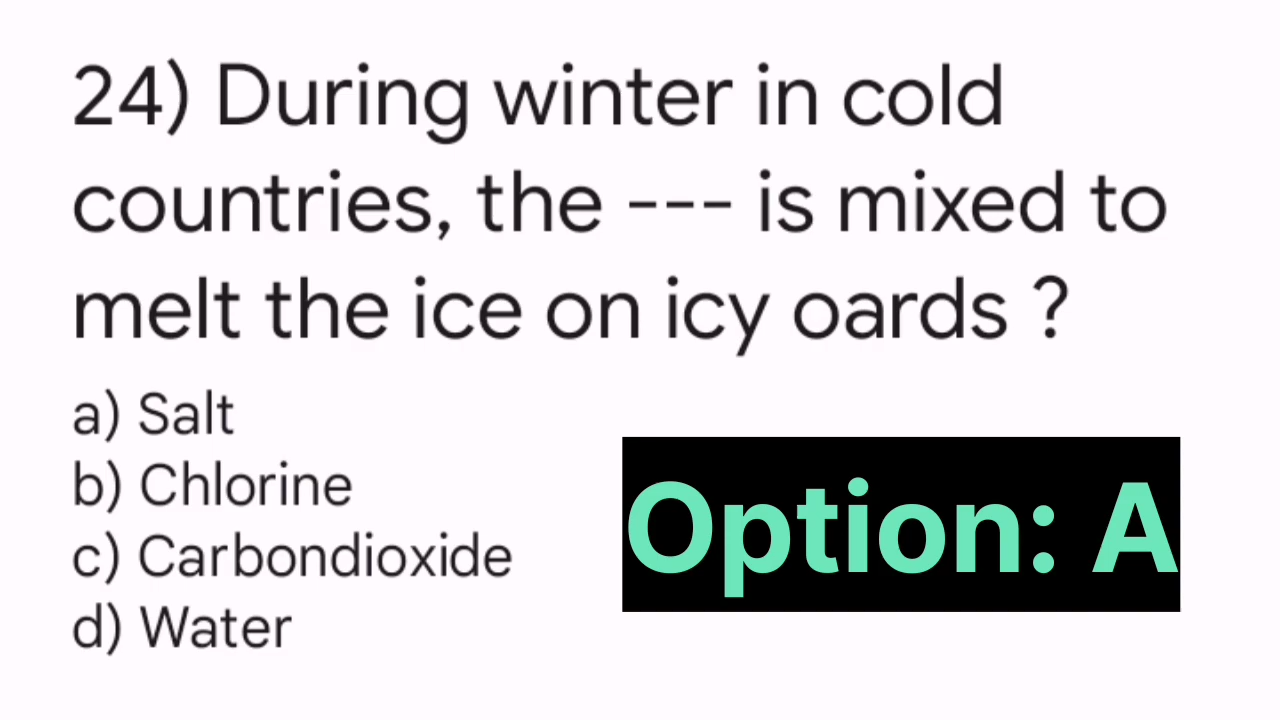 24) During winter in cold
countries, the --- is mixed to
melt the ice on icy oards ?
a) Salt
b) Chlorine
c) Carbondioxide
d) Water
Option: A